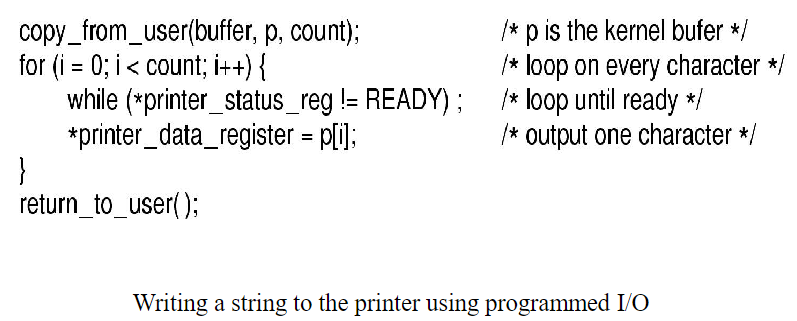 copy_from_user(buffer, p, count); /* p is the kernel bufer */
for (i = 0; i < count; i++) { /* loop on every character */
while (*printer_status_reg != READY) ; /* loop until ready */
*printer_data_register = p[i]; /* output one character */
}
return_to_user( );
Writing a string to the printer using programmed I/O